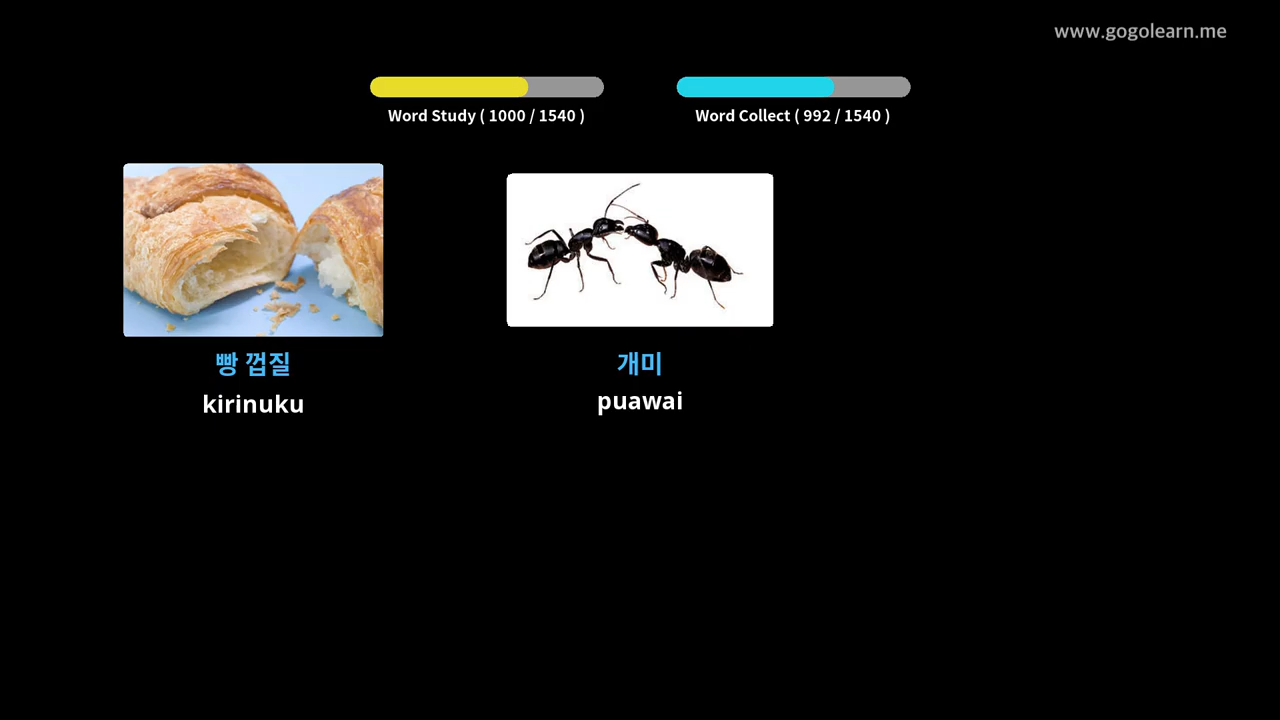 www.gogolearn.me
Word Study ( 1000 / 1540 )
Word Collect ( 992 / 1540 )
빵 껍질
kirinuku
개미
puawai